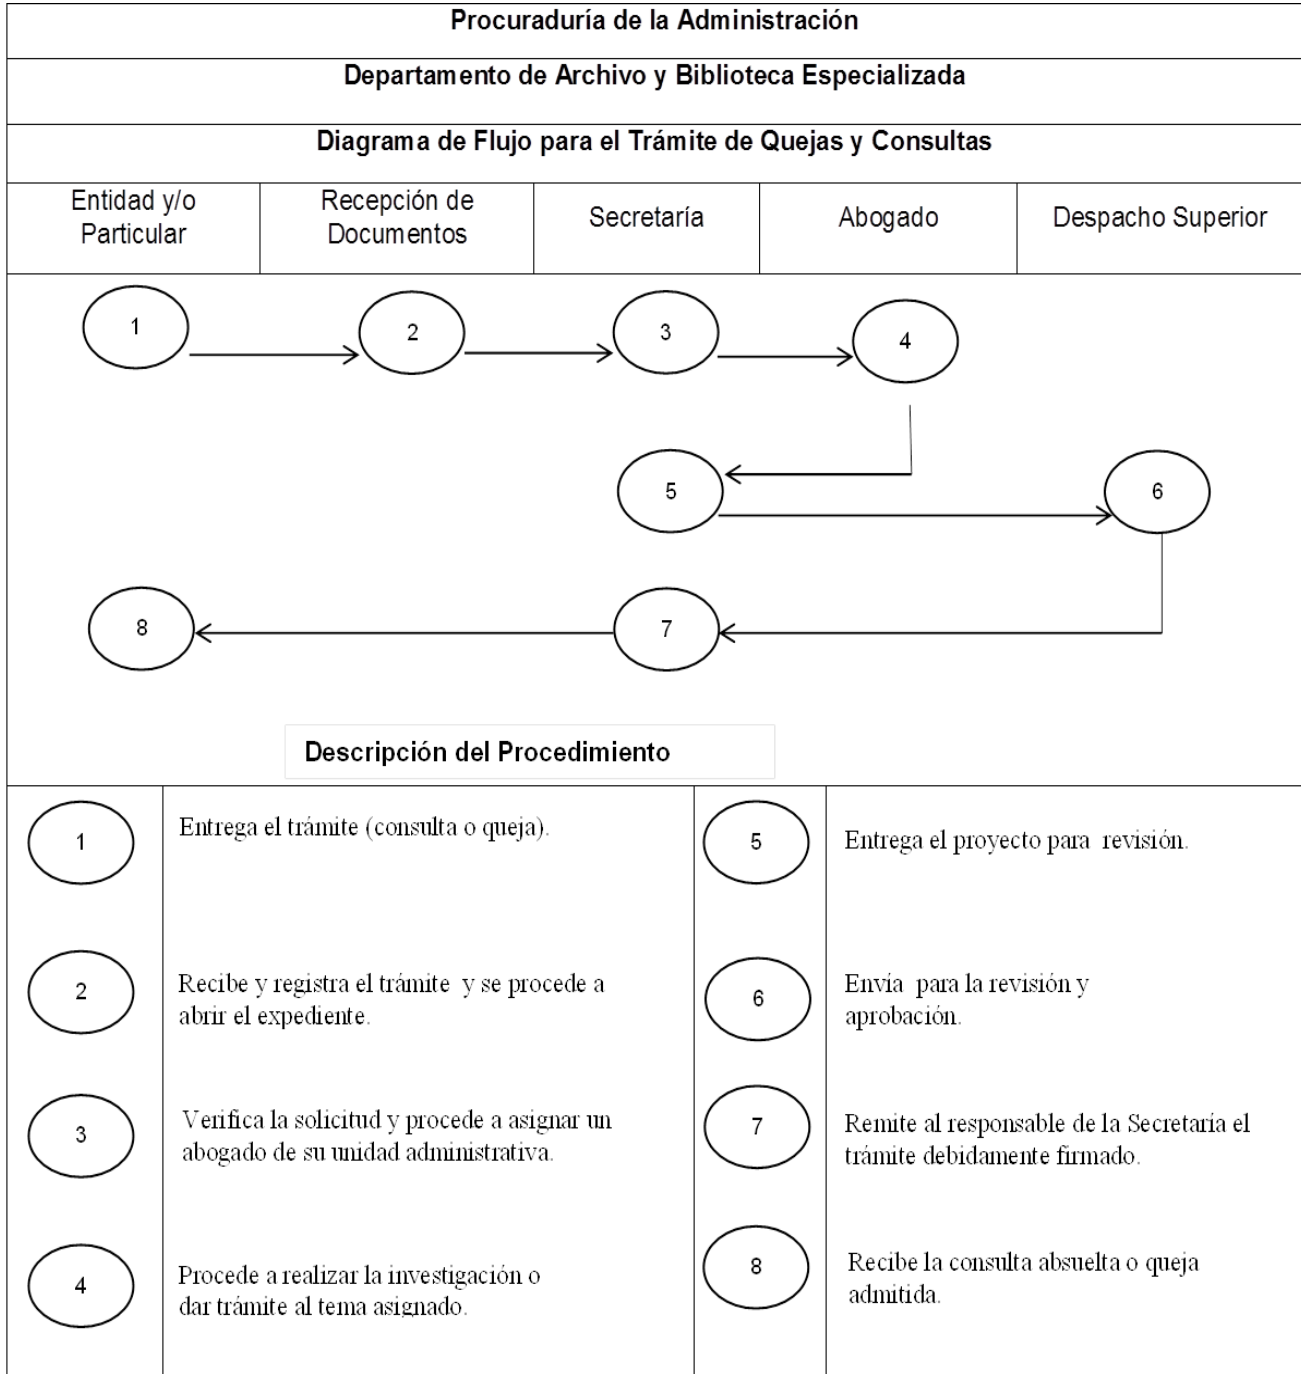 Procuraduría de la Administración
Departamento de Archivo y Biblioteca Especializada
Diagrama de Flujo para el Trámite de Quejas y Consultas
Entidad y/o
Particular
Recepción de
Documentos
Secretaría
Abogado
Despacho Superior
1
2
3
4
5
6
8
7
Descripción del Procedimiento
1
Entrega el trámite (consulta o queja).
2
Recibe y registra el trámite y se procede a
abrir el expediente.
3
Verifica la solicitud y procede a asignar un
abogado de su unidad administrativa.
4
Procede a realizar la investigación o
dar trámite al tema asignado.
5
Entrega el proyecto para revisión.
6
Envía para la revisión y
aprobación.
7
Remite al responsable de la Secretaría el
trámite debidamente firmado.
8
Recibe la consulta absuelta o queja
admitida.